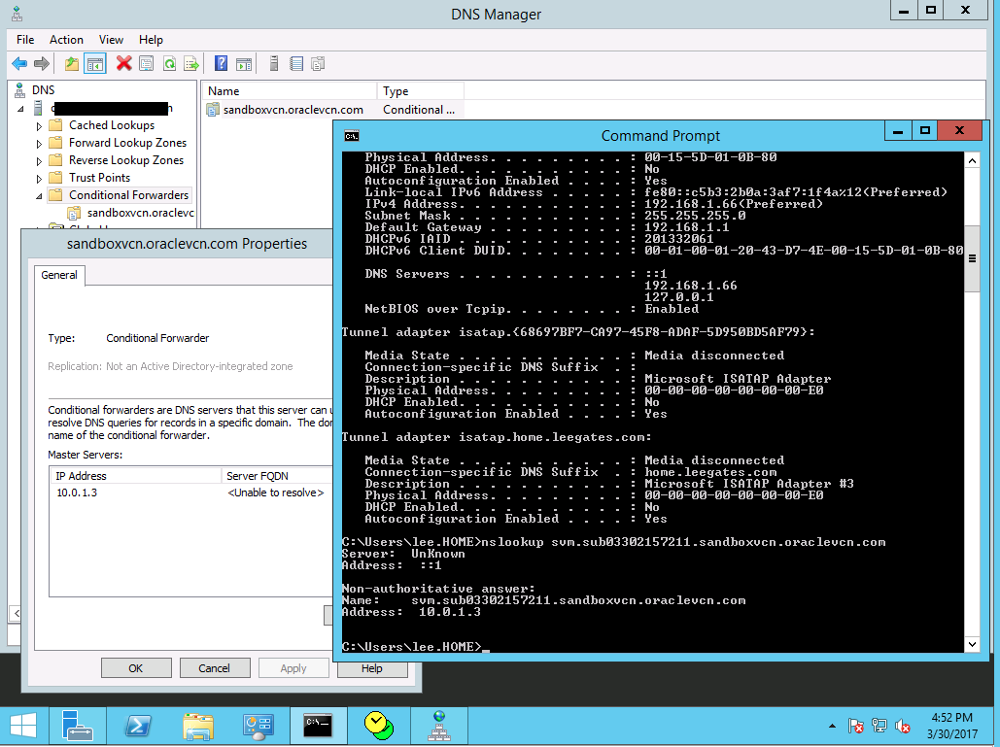 DNS Manager
File Action View Help
DNS
Cached Lookups
Forward Lookup Zones
Reverse Lookup Zones
Trust Points
Conditional Forwarders
sandboxvcn.oraclevc
Name Type
sandboxvcn.oraclevcn.com Conditional ...
sandboxvcn.oraclevcn.com Properties
General
Type: Conditional Forwarder
Replication: Not an Active Directory-integrated zone
Conditional forwarders are DNS servers that this server can u
resolve DNS queries for records in a specific domain. The dor
name of the conditional forwarder.
Master Servers:
IP Address Server FQDN
10.0.1.3 <Unable to resolve>
OK Cancel Apply Help
Command Prompt
Physical Address. . . . . . . . . : 00-15-5D-01-0B-80
DHCP Enabled. . . . . . . . . . . : No
Autoconfiguration Enabled . . . . : Yes
Link-local IPv6 Address . . . . . : fe80::c5b3:2b0a:3af7:1f4a%12(Preferred)
IPv4 Address. . . . . . . . . . . : 192.168.1.66(Preferred)
Subnet Mask . . . . . . . . . . . : 255.255.255.0
Default Gateway . . . . . . . . . : 192.168.1.1
DHCPv6 IAID . . . . . . . . . . . : 201332061
DHCPv6 Client DUID. . . . . . . . : 00-01-00-01-20-43-D7-4E-00-15-5D-01-0B-80
DNS Servers . . . . . . . . . . . : ::1
192.168.1.66
127.0.0.1
NetBIOS over Tcpip. . . . . . . . : Enabled
Tunnel adapter isatap.{68697BF7-CA97-45F8-ADAF-5D950BD5AF79}:
Media State . . . . . . . . . . . : Media disconnected
Connection-specific DNS Suffix . :
Description . . . . . . . . . . . : Microsoft ISATAP Adapter
Physical Address. . . . . . . . . : 00-00-00-00-00-00-00-E0
DHCP Enabled. . . . . . . . . . . : No
Autoconfiguration Enabled . . . . : Yes
Tunnel adapter isatap.home.leegates.com:
Media State . . . . . . . . . . . : Media disconnected
Connection-specific DNS Suffix . : home.leegates.com
Description . . . . . . . . . . . : Microsoft ISATAP Adapter #3
Physical Address. . . . . . . . . : 00-00-00-00-00-00-00-E0
DHCP Enabled. . . . . . . . . . . : No
Autoconfiguration Enabled . . . . : Yes
C:\Users\lee.HOME>nslookup svm.sub03302157211.sandboxvcn.oraclevcn.com
Server: UnKnown
Address: ::1
Non-authoritative answer:
Name: svm.sub03302157211.sandboxvcn.oraclevcn.com
Address: 10.0.1.3
C:\Users\lee.HOME>_
4:52 PM
3/30/2017